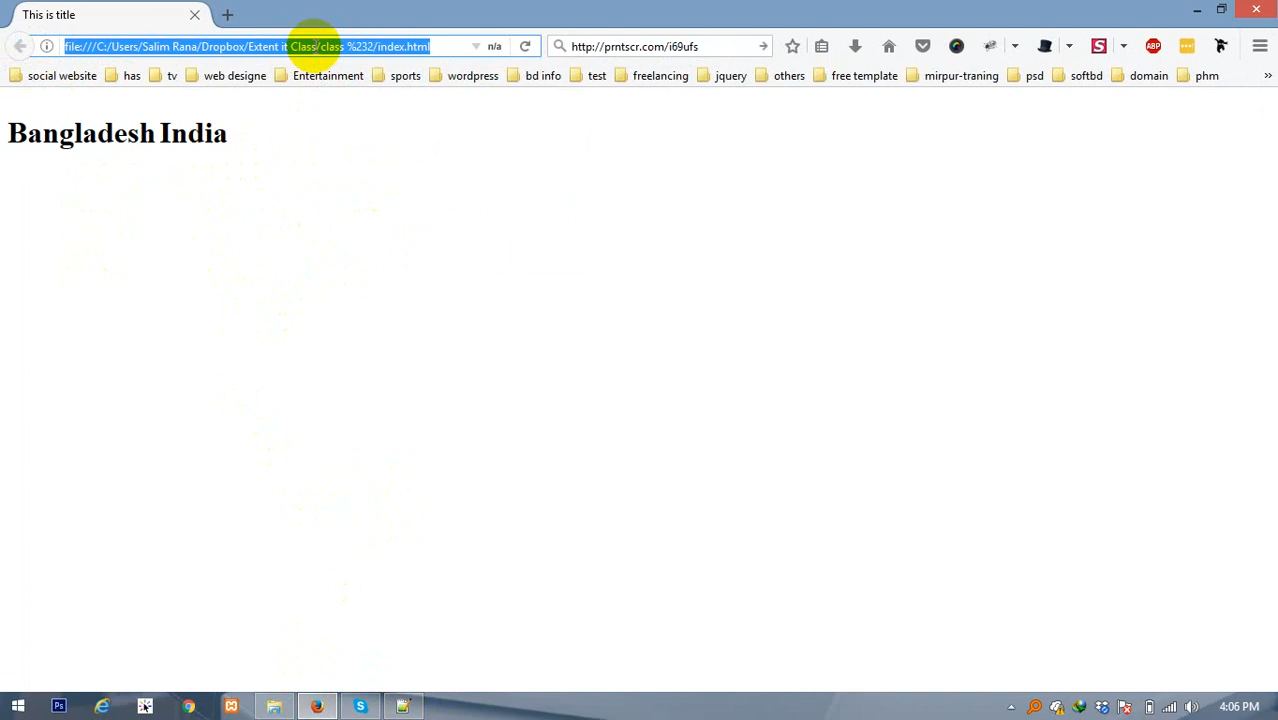 This is title
file:///C:/Users/Salim Rana/Dropbox/Extent it Class/class %232/index.html
n/a
http://prntscr.com/i69ufs
ABP
social website has tv web designe Entertainment sports wordpress bd info test freelancing jquery others free template mirpur-traning psd softbd domain phm »
Bangladesh India
Ps
4:06 PM